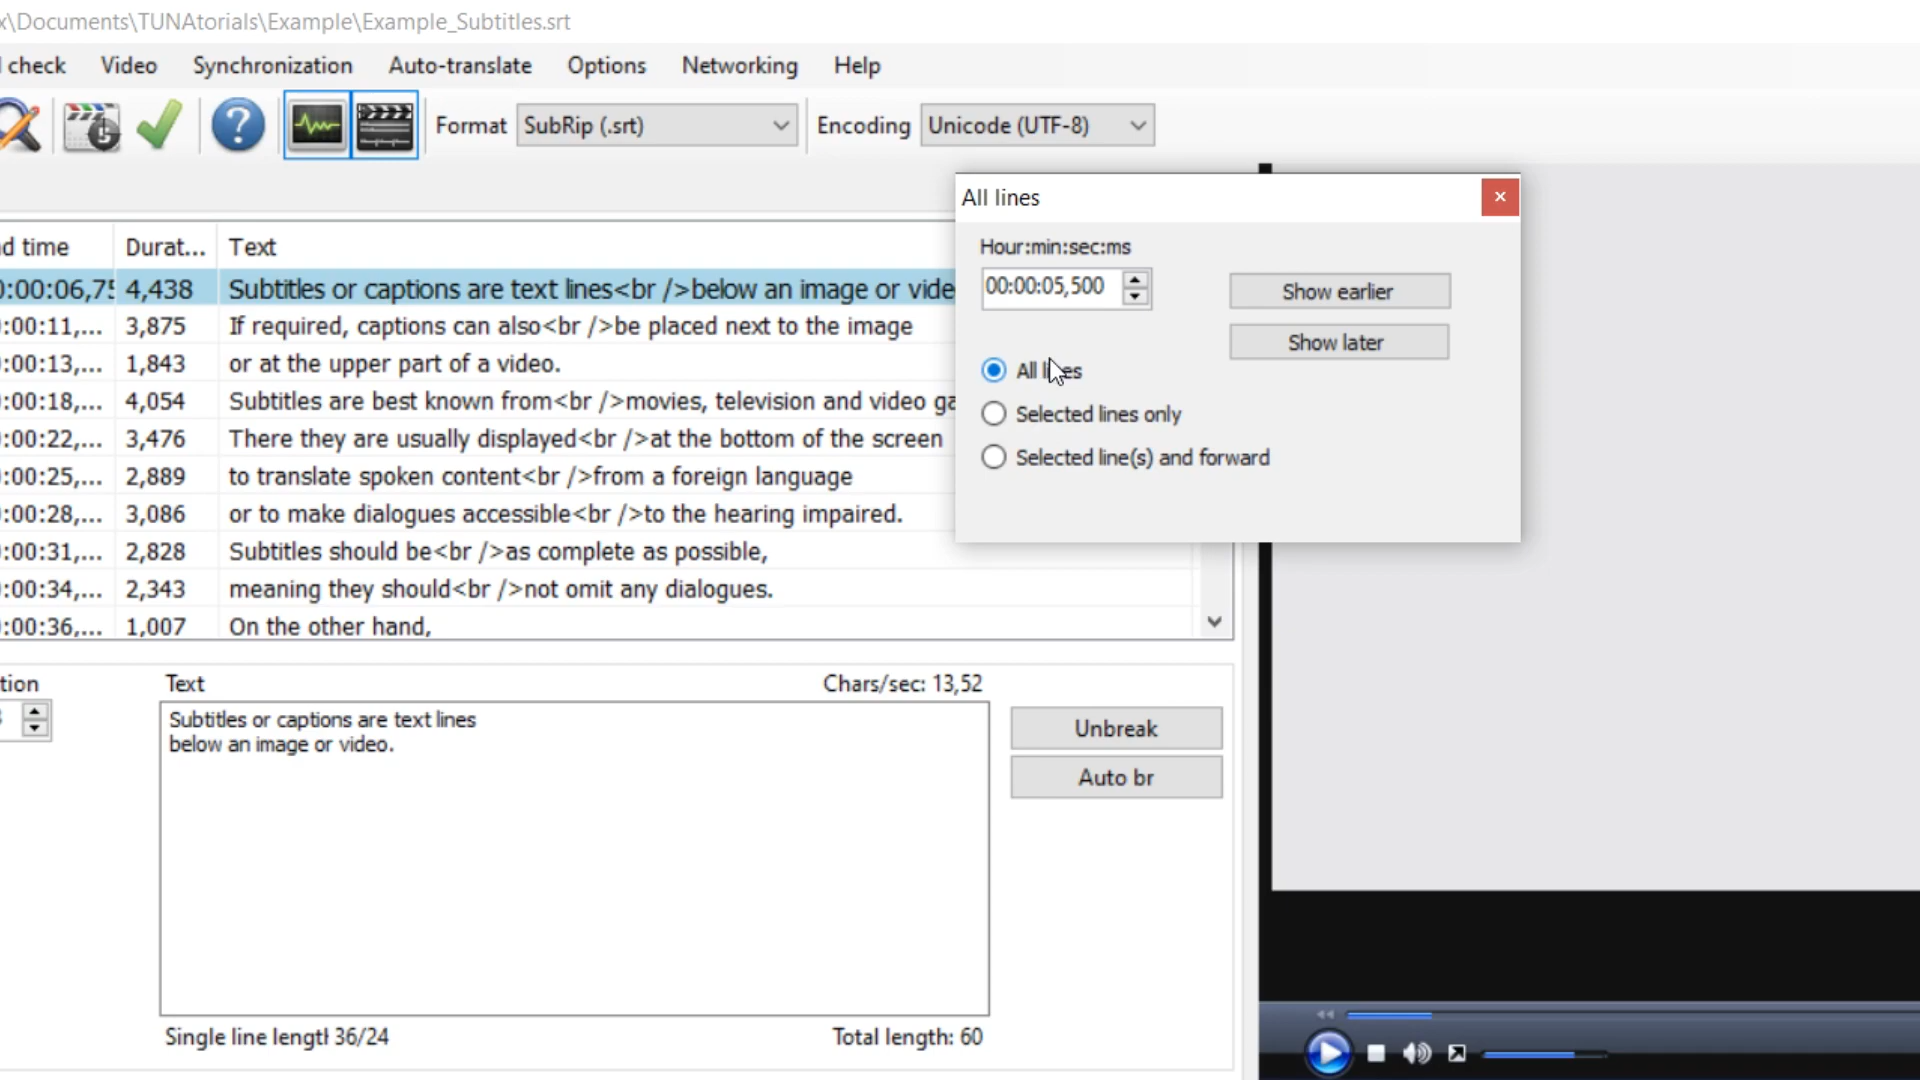 x\Documents\TUNAtorials\Example\Example_Subtitles.srt
check Video Synchronization Auto-translate Options Networking Help
Format SubRip (.srt) Encoding Unicode (UTF-8)
All lines
Hour:min:sec:ms
00:00:05,500
Show earlier
Show later
All lines
Selected lines only
Selected line(s) and forward
d time Durat... Text
0:00:06,75 4,438 Subtitles or captions are text lines<br />below an image or vide
:00:11,... 3,875 If required, captions can also<br />be placed next to the image
:00:13,... 1,843 or at the upper part of a video.
:00:18,... 4,054 Subtitles are best known from<br />movies, television and video ga
:00:22,... 3,476 There they are usually displayed<br />at the bottom of the screen
:00:25,... 2,889 to translate spoken content<br />from a foreign language
:00:28,... 3,086 or to make dialogues accessible<br />to the hearing impaired.
:00:31,... 2,828 Subtitles should be<br />as complete as possible,
:00:34,... 2,343 meaning they should<br />not omit any dialogues.
:00:36,... 1,007 On the other hand,
tion Text Chars/sec: 13,52
Subtitles or captions are text lines
below an image or video.
Unbreak
Auto br
Single line length 36/24 Total length: 60